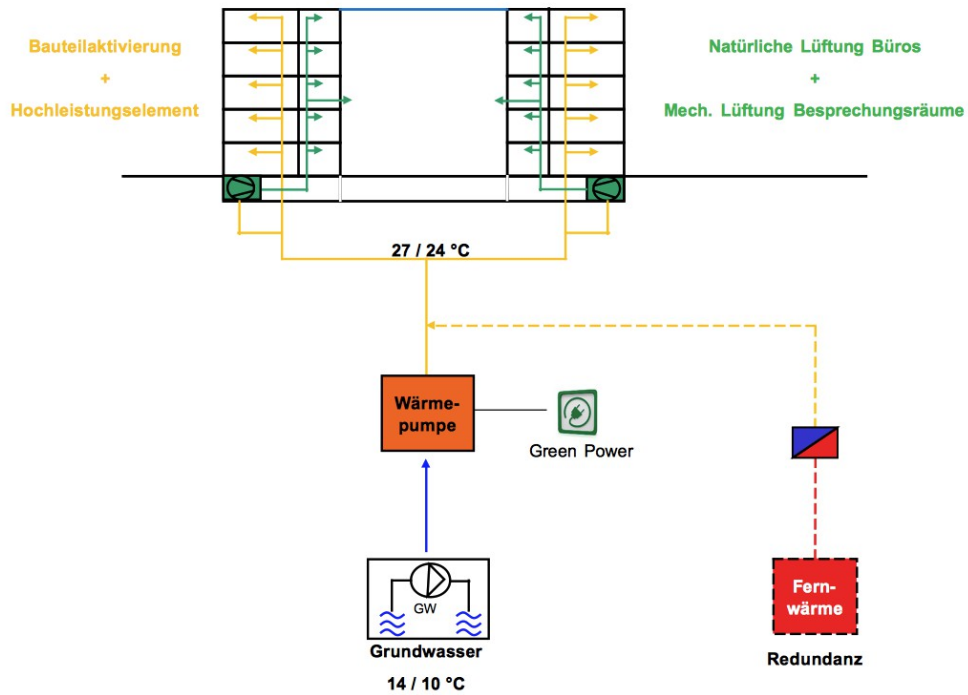 Bauteilaktivierung
+
Hochleistungselement
Natürliche Lüftung Büros
+
Mech. Lüftung Besprechungsräume
27 / 24 °C
Wärme-
pumpe
Green Power
GW
Grundwasser
14 / 10 °C
Fern-
wärme
Redundanz